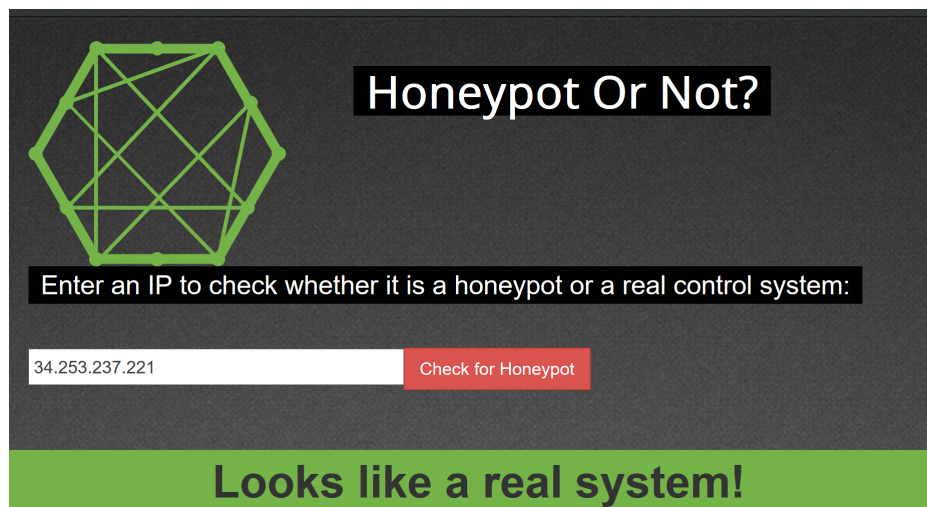 Honeypot Or Not?
Enter an IP to check whether it is a honeypot or a real control system:
34.253.237.221
Check for Honeypot
Looks like a real system!